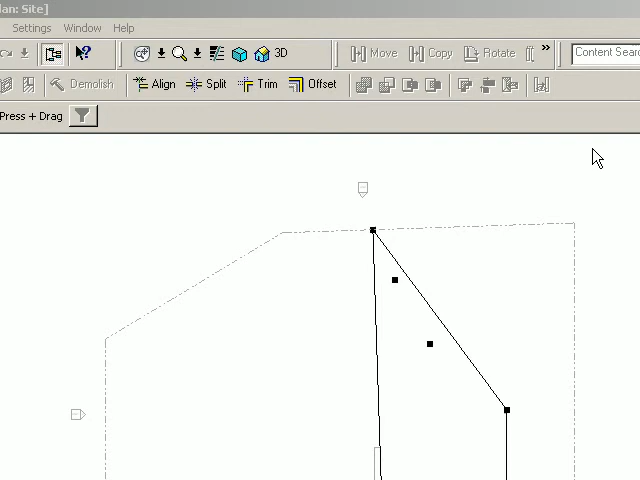 lan: Site]
Settings Window Help
3D Move Copy Rotate » Content Searc
Demolish Align Split Trim Offset
Press + Drag